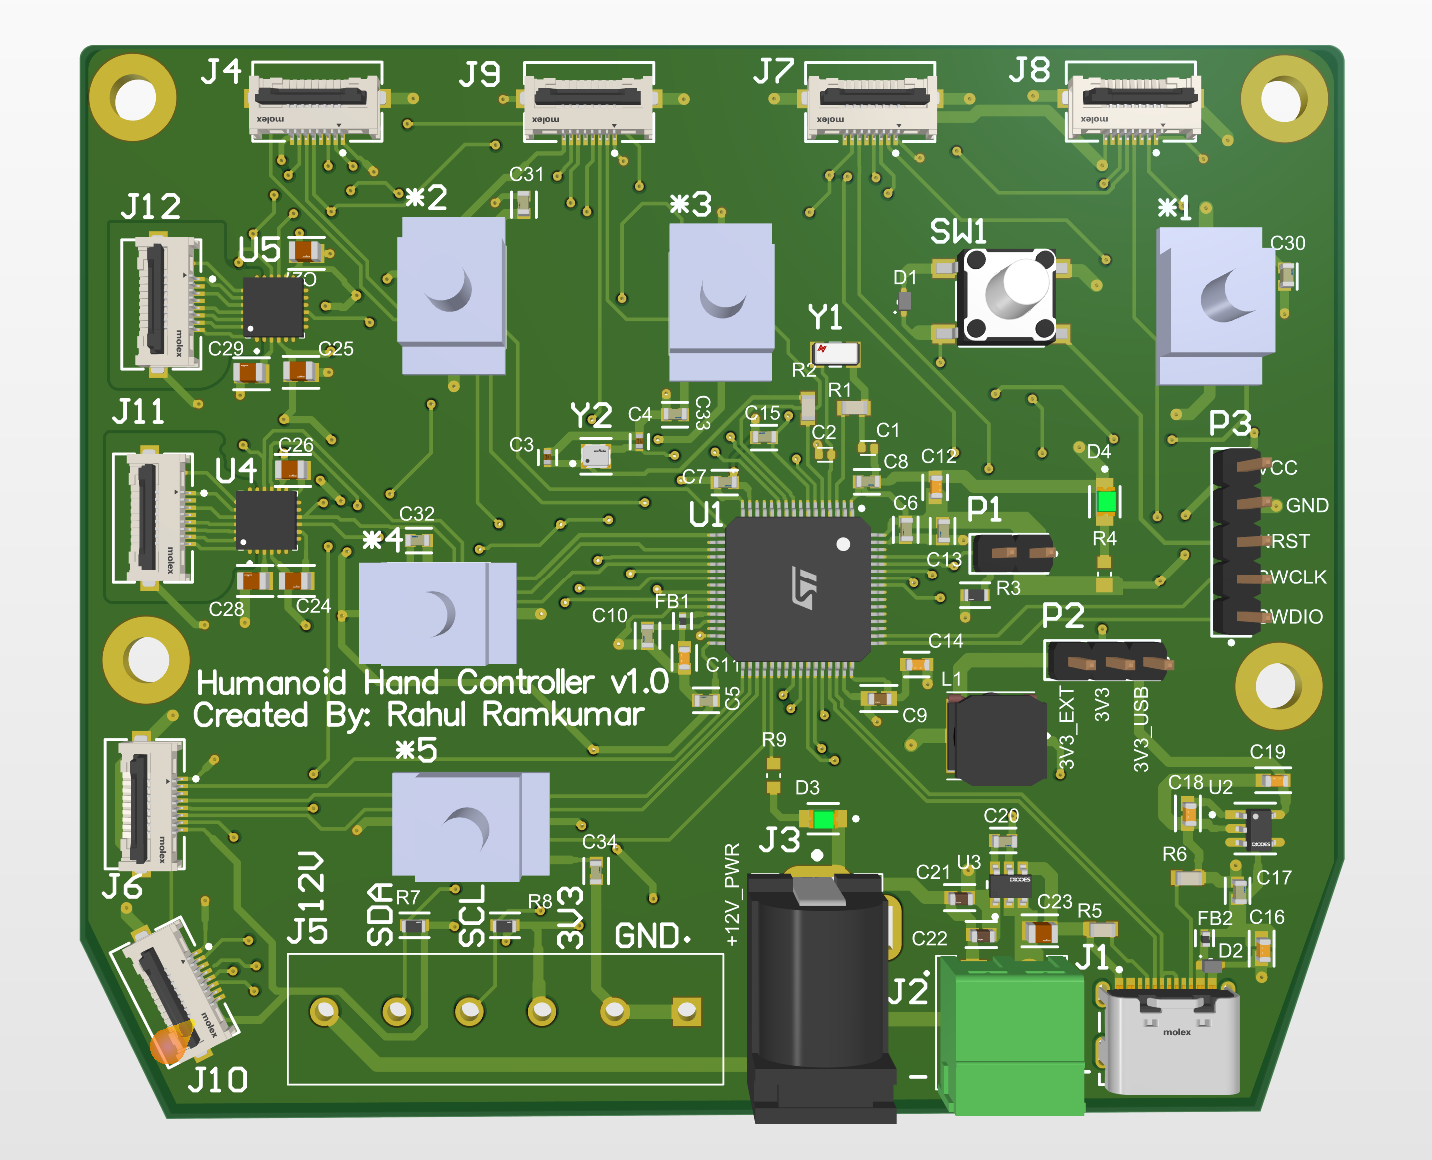 J4
J9
J7
J8
molex
molex
molex
molex
C31
J12
*2
*3
*1
U5
SW1
C30
D1
molex
Y1
C29
C25
R2
R1
J11
Y2
C4
C33
C15
P3
C3
C2
C1
C26
U4
C7
C8
C12
D4
VCC
U1
C6
P1
GND
C32
*4
C13
R4
molex
ST
SWCLK
C28
C24
C10
FB1
R3
P2
SWDIO
C14
C11
L1
Humanoid Hand Controller v1.0
Created By: Rahul Ramkumar
C5
C9
3V3_EXT
3V3
3V3_USB
*5
R9
molex
D3
C18
U2
C19
J3
C20
DIODES
J6
12V
C34
+12V_PWR
U3
DIODES
R6
C21
C17
J5
SDA
R7
SCL
R8
3V3
GND
C22
C23
R5
FB2
C16
J1
D2
molex
J2
molex
J10
-